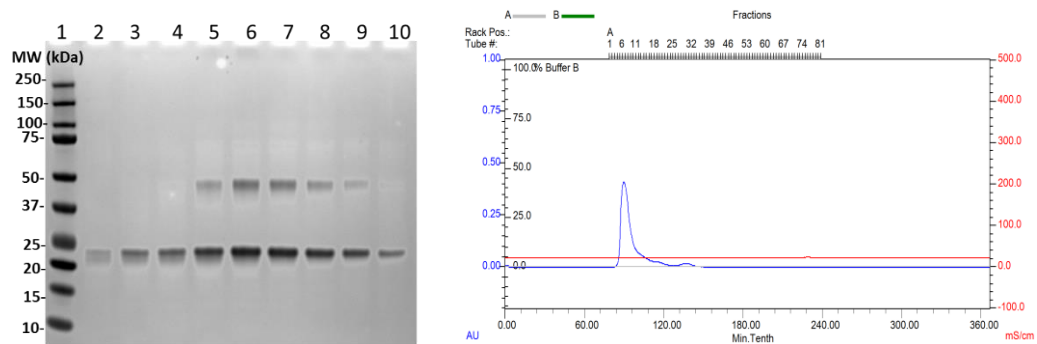 1 2 3 4 5 6 7 8 9 10
MW (kDa)
250-
150-
100-
75-
50-
37-
25-
20-
15-
10-
A B Fractions
Rack Pos.: A
Tube #: 1 6 11 18 25 32 39 46 53 60 67 74 81
1.00 100.0 % Buffer B 500.0
400.0
0.75 75.0
300.0
0.50 50.0 200.0
0.25 25.0 100.0
0.00 0.0 0.0
-100.0
0.00 60.00 120.00 180.00 240.00 300.00 360.00
AU Min.Tenth mS/cm